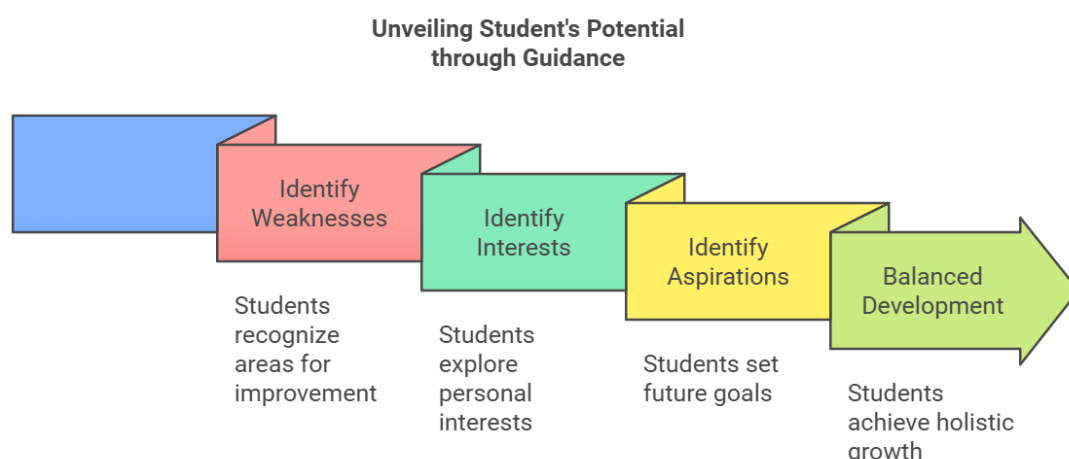 Unveiling Student's Potential
through Guidance
Identify
Weaknesses
Students
recognize
areas for
improvement
Identify
Interests
Students
explore
personal
interests
Identify
Aspirations
Students set
future goals
Balanced
Development
Students
achieve holistic
growth